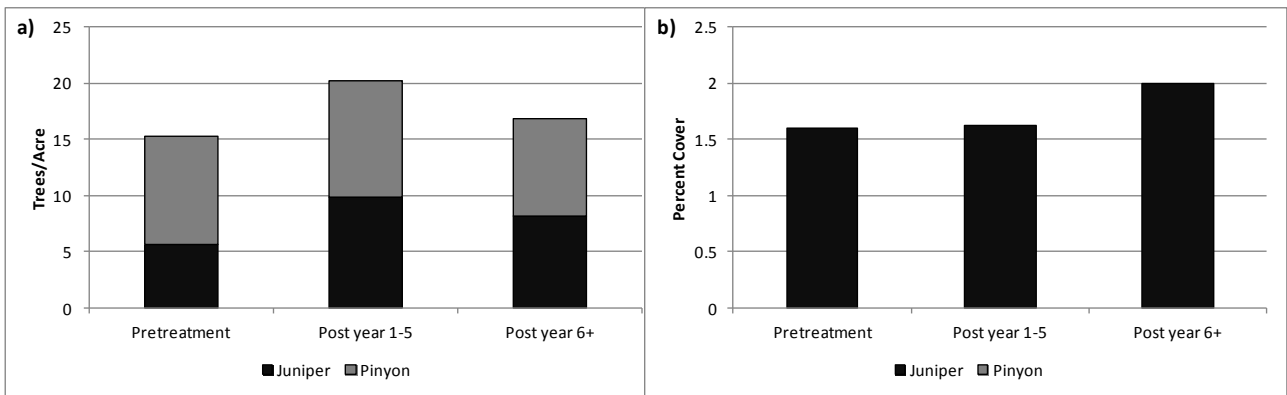 a)
Trees/Acre
25
20
15
10
5
0
Pretreatment Post year 1-5 Post year 6+
Juniper Pinyon
b)
Percent Cover
2.5
2
1.5
1
0.5
0
Pretreatment Post year 1-5 Post year 6+
Juniper Pinyon